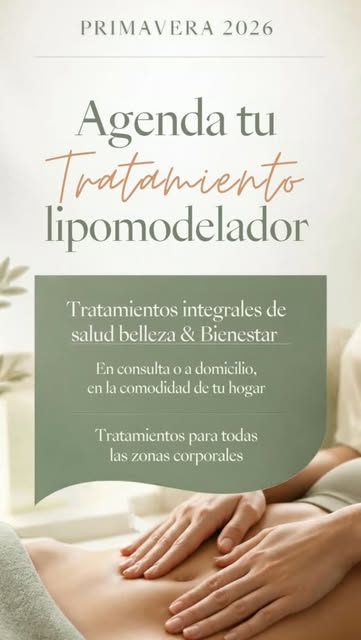 PRIMAVERA 2026
Agenda tu
Tratamiento
lipomodelador
Tratamientos integrales de
salud belleza & Bienestar
En consulta o a domicilio,
en la comodidad de tu hogar
Tratamientos para todas
las zonas corporales